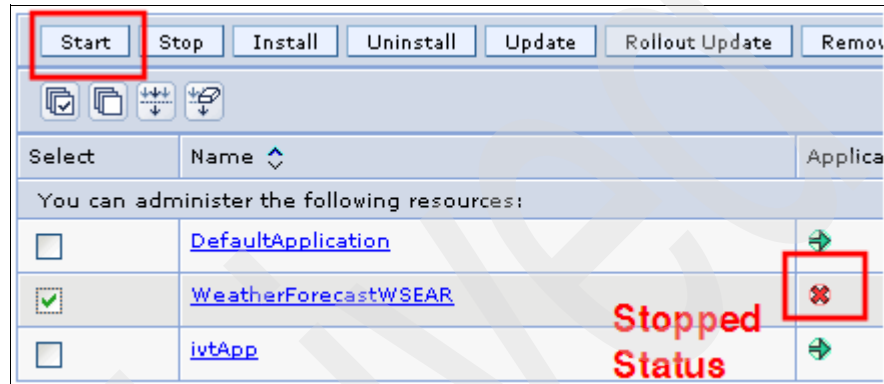 Start Stop Install Uninstall Update Rollout Update
Select Name
You can administer the following resources:
DefaultApplication
WeatherForecastWSEAR
Stopped
Status
ivtApp